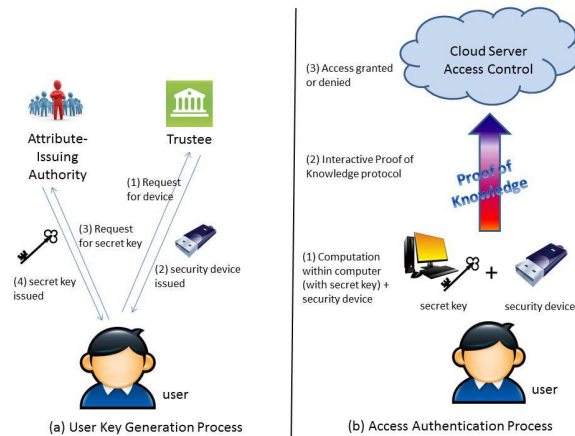 Attribute-
Issuing
Authority
Trustee
(1) Request
for device
(3) Request
for secret key
(2) security device
issued
(4) secret key
issued
user
(a) User Key Generation Process
Cloud Server
Access Control
(3) Access granted
or denied
(2) Interactive Proof of
Knowledge protocol
Proof of
Knowledge
(1) Computation
within computer
(with secret key) +
security device
+
secret key
security device
user
(b) Access Authentication Process